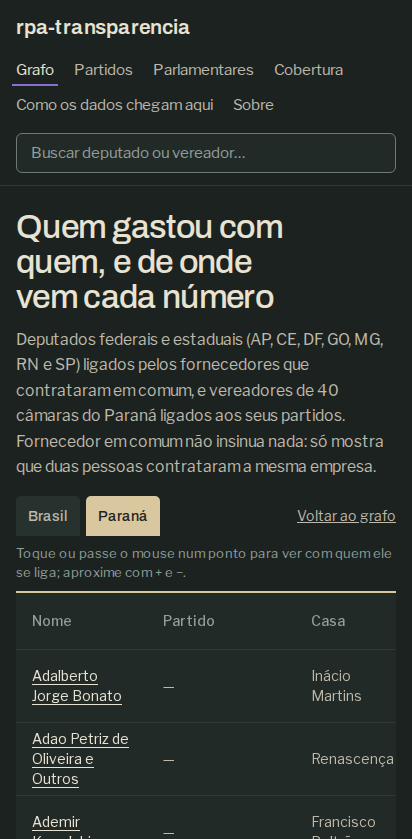 rpa-transparencia
Grafo Partidos Parlamentares Cobertura
Como os dados chegam aqui Sobre
Buscar deputado ou vereador...
Quem gastou com
quem, e de onde
vem cada número
Deputados federais e estaduais (AP, CE, DF, GO, MG,
RN e SP) ligados pelos fornecedores que
contrataram em comum, e vereadores de 40
câmaras do Paraná ligados aos seus partidos.
Fornecedor em comum não insinua nada: só mostra
que duas pessoas contrataram a mesma empresa.
Brasil Paraná Voltar ao grafo
Toque ou passe o mouse num ponto para ver com quem ele
se liga; aproxime com + e −.
Nome Partido Casa
Adalberto
Jorge Bonato
—
Inácio
Martins
Adao Petriz de
Oliveira e
Outros
—
Renascença
Ademir
—
Francisco